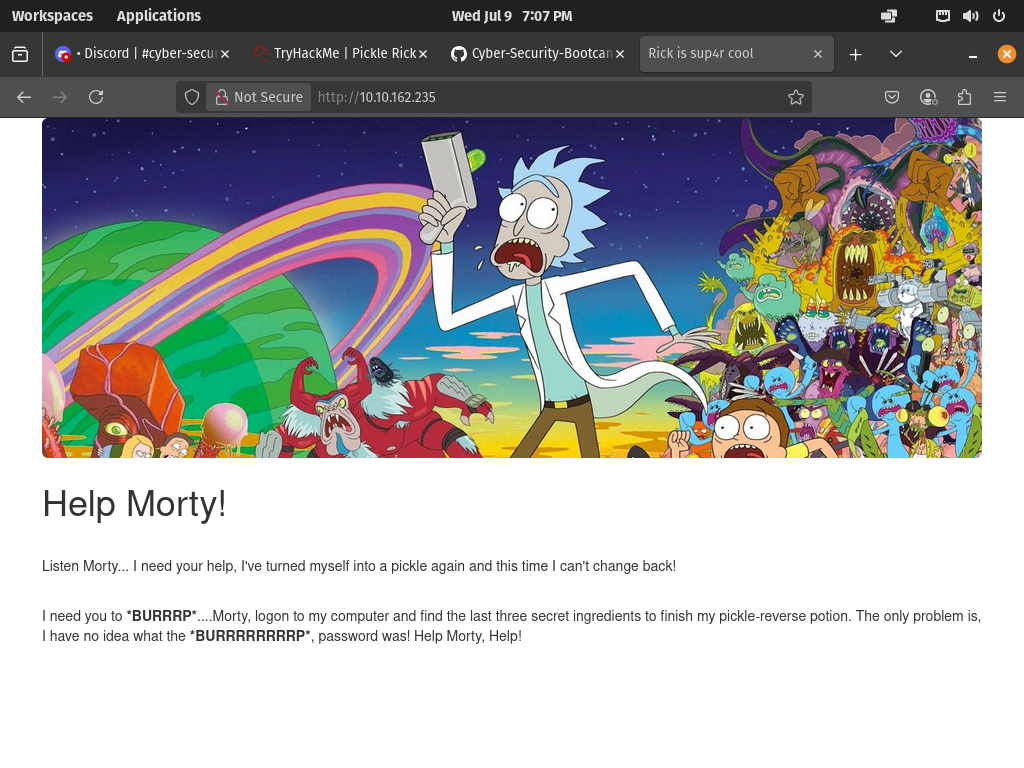 Workspaces Applications Wed Jul 9 7:07 PM
• Discord | #cyber-secu TryHackMe | Pickle Rick Cyber-Security-Bootcam Rick is sup4r cool
Not Secure http://10.10.162.235
Help Morty!
Listen Morty... I need your help, I've turned myself into a pickle again and this time I can't change back!
I need you to *BURRRP*....Morty, logon to my computer and find the last three secret ingredients to finish my pickle-reverse potion. The only problem is,
I have no idea what the *BURRRRRRRRP*, password was! Help Morty, Help!